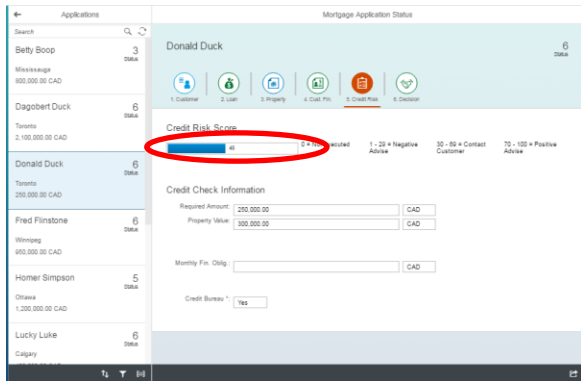 Applications
Mortgage Application Status
Search
Betty Boop
3
Status
Mississauga
600,000.00 CAD
Dagobert Duck
6
Status
Toronto
2,100,000.00 CAD
Donald Duck
6
Status
Toronto
250,000.00 CAD
Fred Flinstone
6
Status
Winnipeg
950,000.00 CAD
Homer Simpson
5
Status
Ottawa
1,200,000.00 CAD
Lucky Luke
6
Status
Calgary
Donald Duck
6
Status
1. Customer
2. Loan
3. Property
4. Cust. Fin.
5. Credit Risk
6. Decision
Credit Risk Score
0 = Not executed
1 - 29 = Negative Advise
30 - 69 = Contact Customer
70 - 100 = Positive Advise
Credit Check Information
Required Amount: 250,000.00 CAD
Property Value: 300,000.00 CAD
Monthly Fin. Oblig.: CAD
Credit Bureau *: Yes